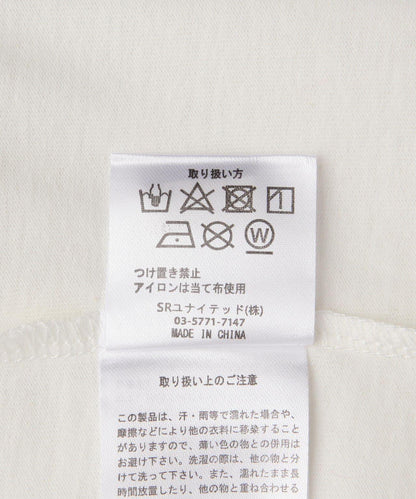 取り扱い方
W
つけ置き禁止
アイロンは当て布使用
SRユナイテッド(株)
03-5771-7147
MADE IN CHINA
取り扱い上のご注意
この製品は、汗・雨等で濡れた場合や、
摩擦などにより他の衣料に移染すること
がありますので、薄い色の物との併用は
お避け下さい。洗濯の際は、他の物と分
けて洗って下さい。また、濡れたまま長
時間放置したり、他の物と重ね合わせる